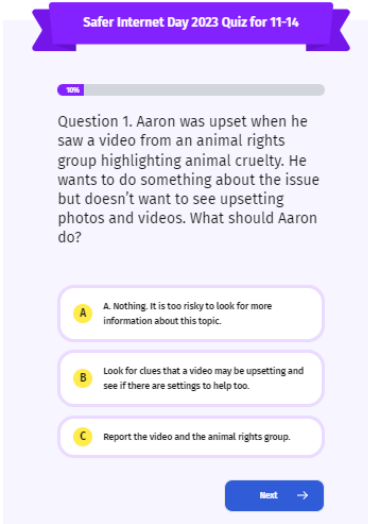 Safer Internet Day 2023 Quiz for 11-14
10%
Question 1. Aaron was upset when he
saw a video from an animal rights
group highlighting animal cruelty. He
wants to do something about the issue
but doesn't want to see upsetting
photos and videos. What should Aaron
do?
A
A. Nothing. It is too risky to look for more
information about this topic.
B
Look for clues that a video may be upsetting and
see if there are settings to help too.
C
Report the video and the animal rights group.
Next